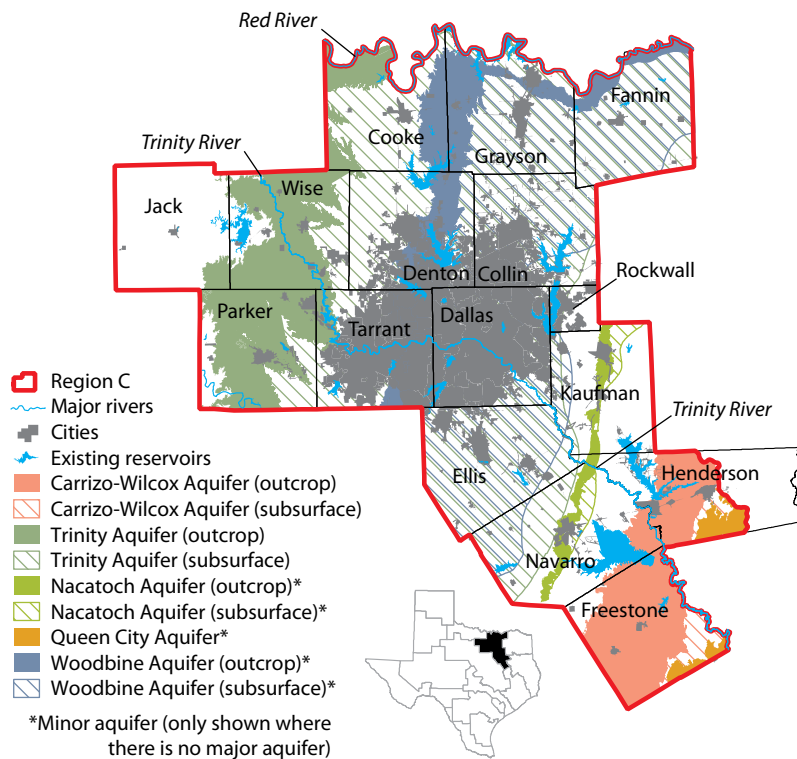 Red River
Fannin
Cooke
Grayson
Trinity River
Wise
Jack
Denton
Collin
Rockwall
Parker
Tarrant
Dallas
Kaufman
Trinity River
Ellis
Henderson
Navarro
Freestone
Region C
Major rivers
Cities
Existing reservoirs
Carrizo-Wilcox Aquifer (outcrop)
Carrizo-Wilcox Aquifer (subsurface)
Trinity Aquifer (outcrop)
Trinity Aquifer (subsurface)
Nacatoch Aquifer (outcrop)*
Nacatoch Aquifer (subsurface)*
Queen City Aquifer*
Woodbine Aquifer (outcrop)*
Woodbine Aquifer (subsurface)*
*Minor aquifer (only shown where
there is no major aquifer)